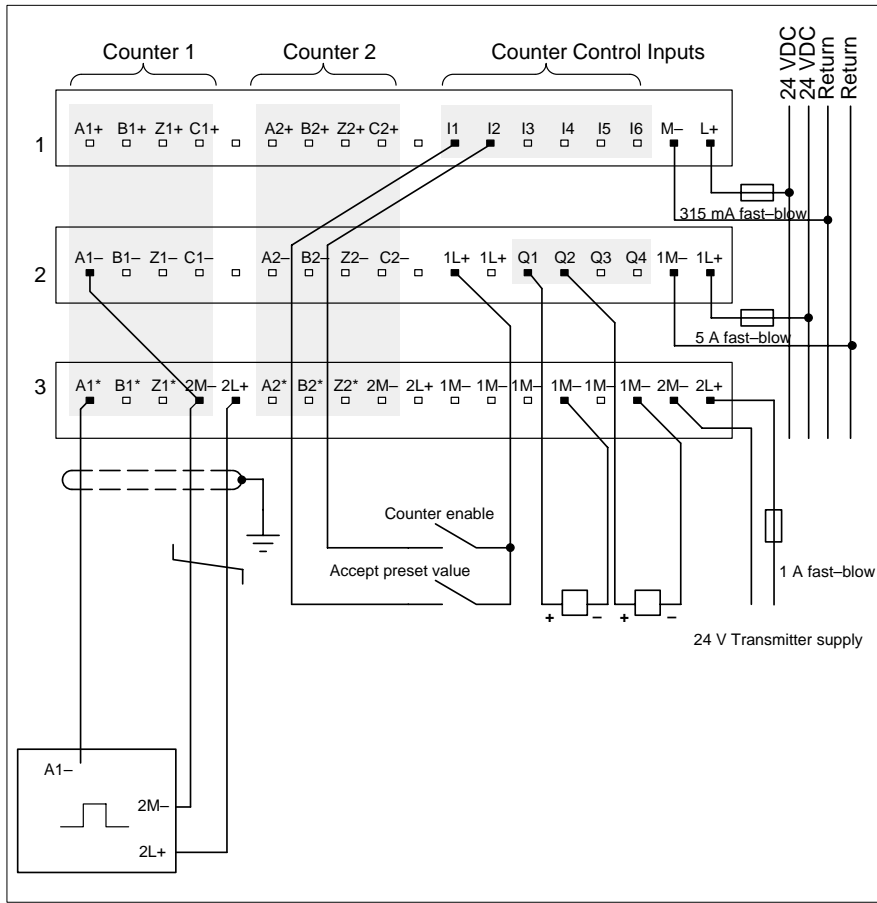 Counter 1 Counter 2 Counter Control Inputs
24 VDC
24 VDC
Return
Return
1
A1+ B1+ Z1+ C1+ A2+ B2+ Z2+ C2+ I1 I2 I3 I4 I5 I6 M– L+
315 mA fast–blow
2
A1– B1– Z1– C1– A2– B2– Z2– C2– 1L+ 1L+ Q1 Q2 Q3 Q4 1M– 1L+
5 A fast–blow
3
A1* B1* Z1* 2M– 2L+ A2* B2* Z2* 2M– 2L+ 1M– 1M– 1M– 1M– 1M– 1M– 2M– 2L+
Counter enable
Accept preset value
1 A fast–blow
+ – + –
24 V Transmitter supply
A1–
2M–
2L+